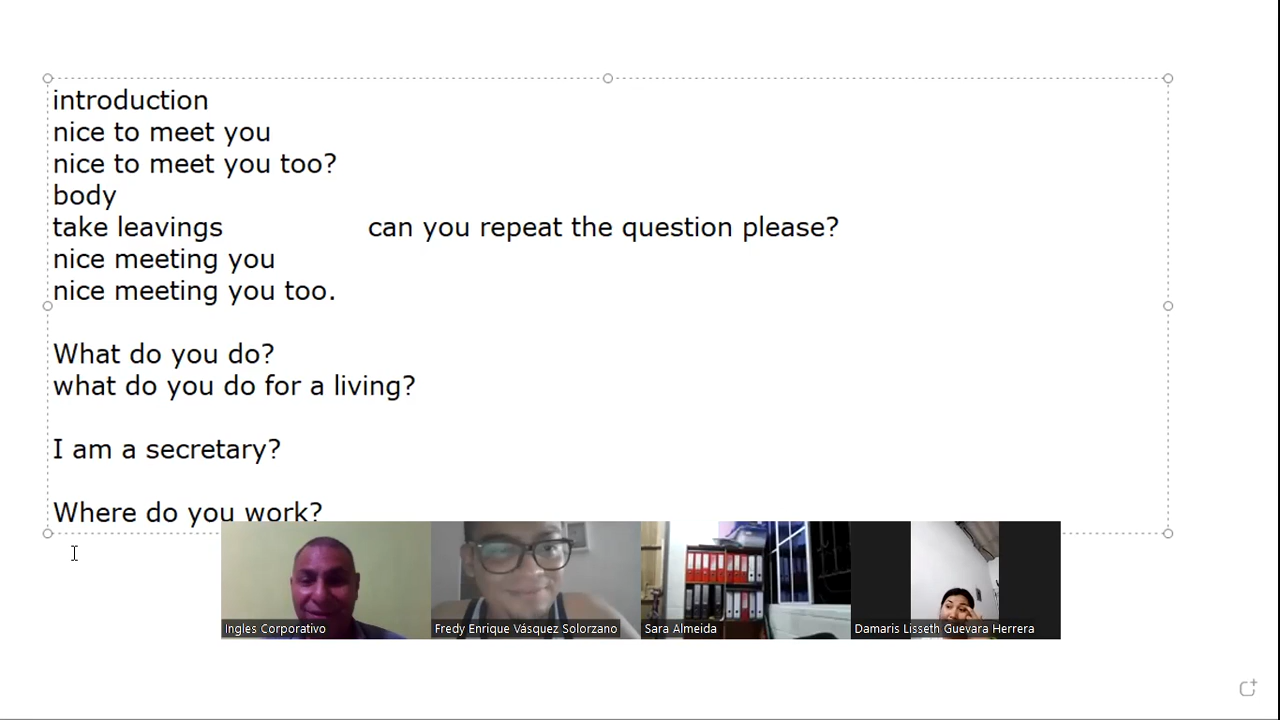 introduction
nice to meet you
nice to meet you too?
body
take leavings can you repeat the question please?
nice meeting you
nice meeting you too.
What do you do?
what do you do for a living?
I am a secretary?
Where do you work?
Ingles Corporativo
Fredy Enrique Vásquez Solorzano
Sara Almeida
Damaris Lisseth Guevara Herrera